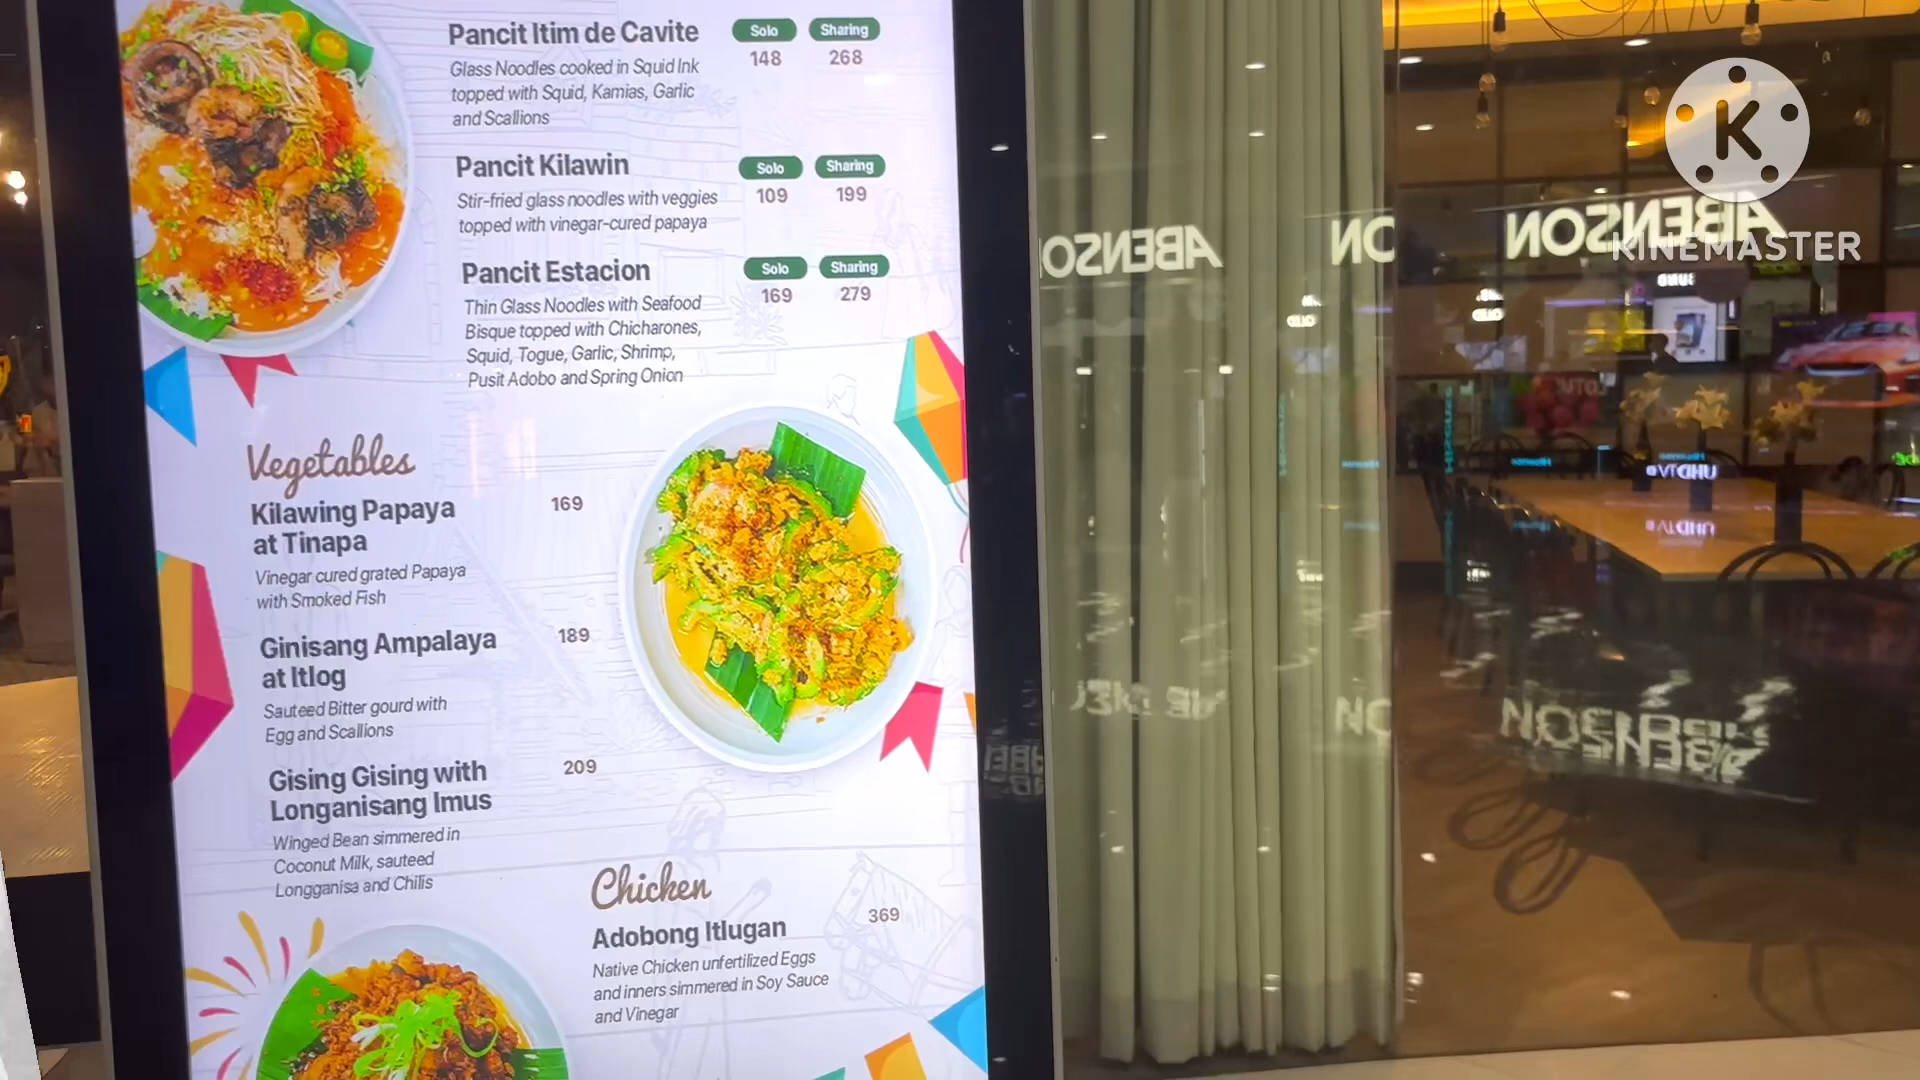 Pancit Itim de Cavite
Solo
Sharing
148
268
Glass Noodles cooked in Squid Ink
topped with Squid, Kamias, Garlic
and Scallions
Pancit Kilawin
Solo
Sharing
109
199
Stir-fried glass noodles with veggies
topped with vinegar-cured papaya
Pancit Estacion
Solo
Sharing
169
279
Thin Glass Noodles with Seafood
Bisque topped with Chicharones,
Squid, Togue, Garlic, Shrimp,
Pusit Adobo and Spring Onion
Vegetables
Kilawing Papaya
at Tinapa
169
Vinegar cured grated Papaya
with Smoked Fish
Ginisang Ampalaya
at Itlog
189
Sauteed Bitter gourd with
Egg and Scallions
Gising Gising with
Longanisang Imus
209
Winged Bean simmered in
Coconut Milk, sauteed
Longganisa and Chilis
Chicken
Adobong Itlugan
369
Native Chicken unfertilized Eggs
and inners simmered in Soy Sauce
and Vinegar
K
KINEMASTER
ABENSON
ABENSO
UHD TV